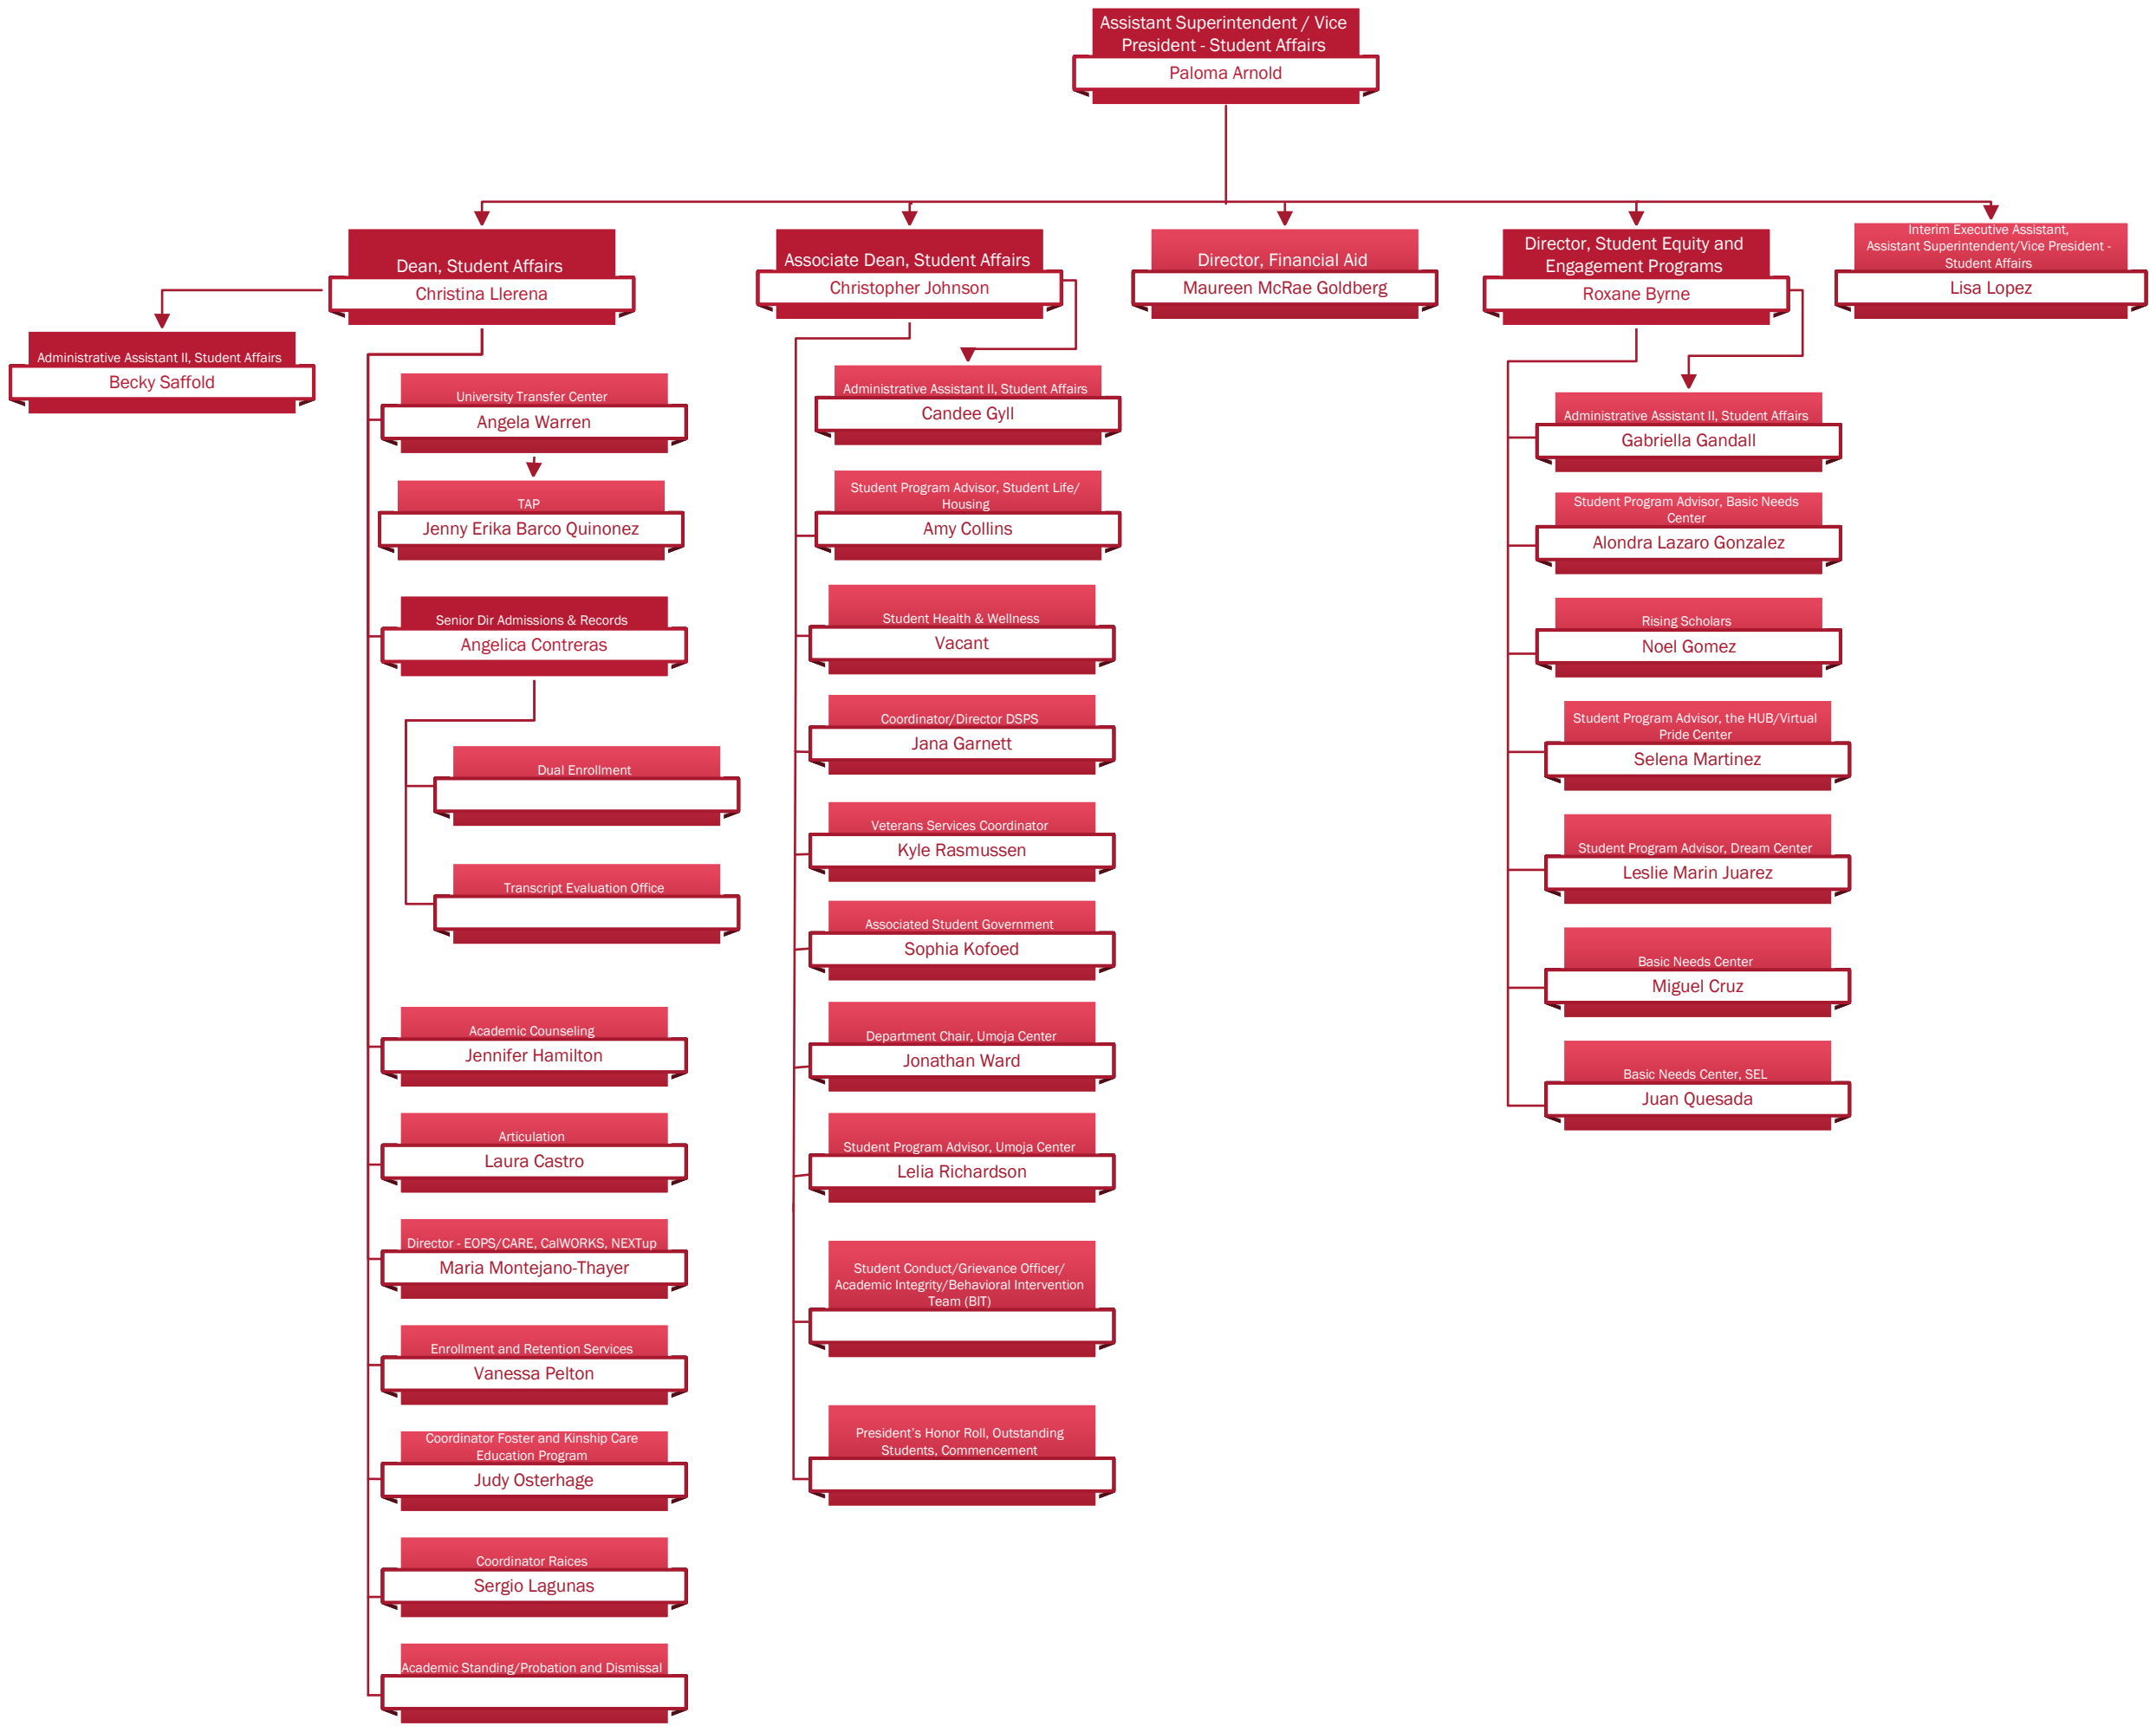 Assistant Superintendent / Vice
President - Student Affairs
Paloma Arnold
Dean, Student Affairs
Christina Llerena
Associate Dean, Student Affairs
Christopher Johnson
Director, Financial Aid
Maureen McRae Goldberg
Director, Student Equity and
Engagement Programs
Roxane Byrne
Interim Executive Assistant,
Assistant Superintendent/Vice President -
Student Affairs
Lisa Lopez
Administrative Assistant II, Student Affairs
Becky Saffold
University Transfer Center
Angela Warren
TAP
Jenny Erika Barco Quinonez
Senior Dir Admissions & Records
Angelica Contreras
Dual Enrollment
Transcript Evaluation Office
Academic Counseling
Jennifer Hamilton
Articulation
Laura Castro
Director - EOPS/CARE, CalWORKS, NEXTup
Maria Montejano-Thayer
Enrollment and Retention Services
Vanessa Pelton
Coordinator Foster and Kinship Care
Education Program
Judy Osterhage
Coordinator Raices
Sergio Lagunas
Academic Standing/Probation and Dismissal
Administrative Assistant II, Student Affairs
Candee Gyll
Student Program Advisor, Student Life/
Housing
Amy Collins
Student Health & Wellness
Vacant
Coordinator/Director DSPS
Jana Garnett
Veterans Services Coordinator
Kyle Rasmussen
Associated Student Government
Sophia Kofoed
Department Chair, Umoja Center
Jonathan Ward
Student Program Advisor, Umoja Center
Lelia Richardson
Student Conduct/Grievance Officer/
Academic Integrity/Behavioral Intervention
Team (BIT)
President's Honor Roll, Outstanding
Students, Commencement
Administrative Assistant II, Student Affairs
Gabriella Gandall
Student Program Advisor, Basic Needs
Center
Alondra Lazaro Gonzalez
Rising Scholars
Noel Gomez
Student Program Advisor, the HUB/Virtual
Pride Center
Selena Martinez
Student Program Advisor, Dream Center
Leslie Marin Juarez
Basic Needs Center
Miguel Cruz
Basic Needs Center, SEL
Juan Quesada